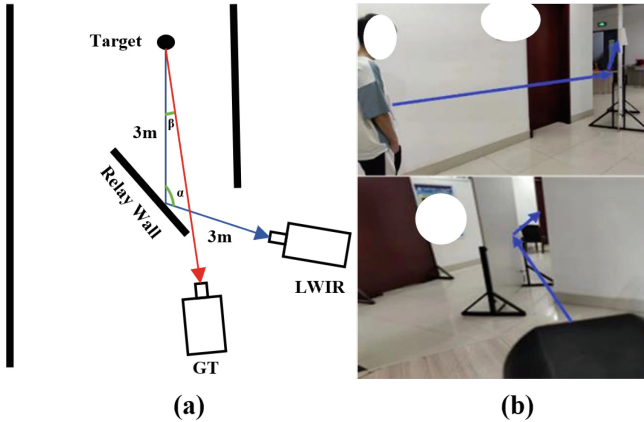 Target
β
3m
α
Relay Wall
3m
LWIR
GT
(a)
(b)